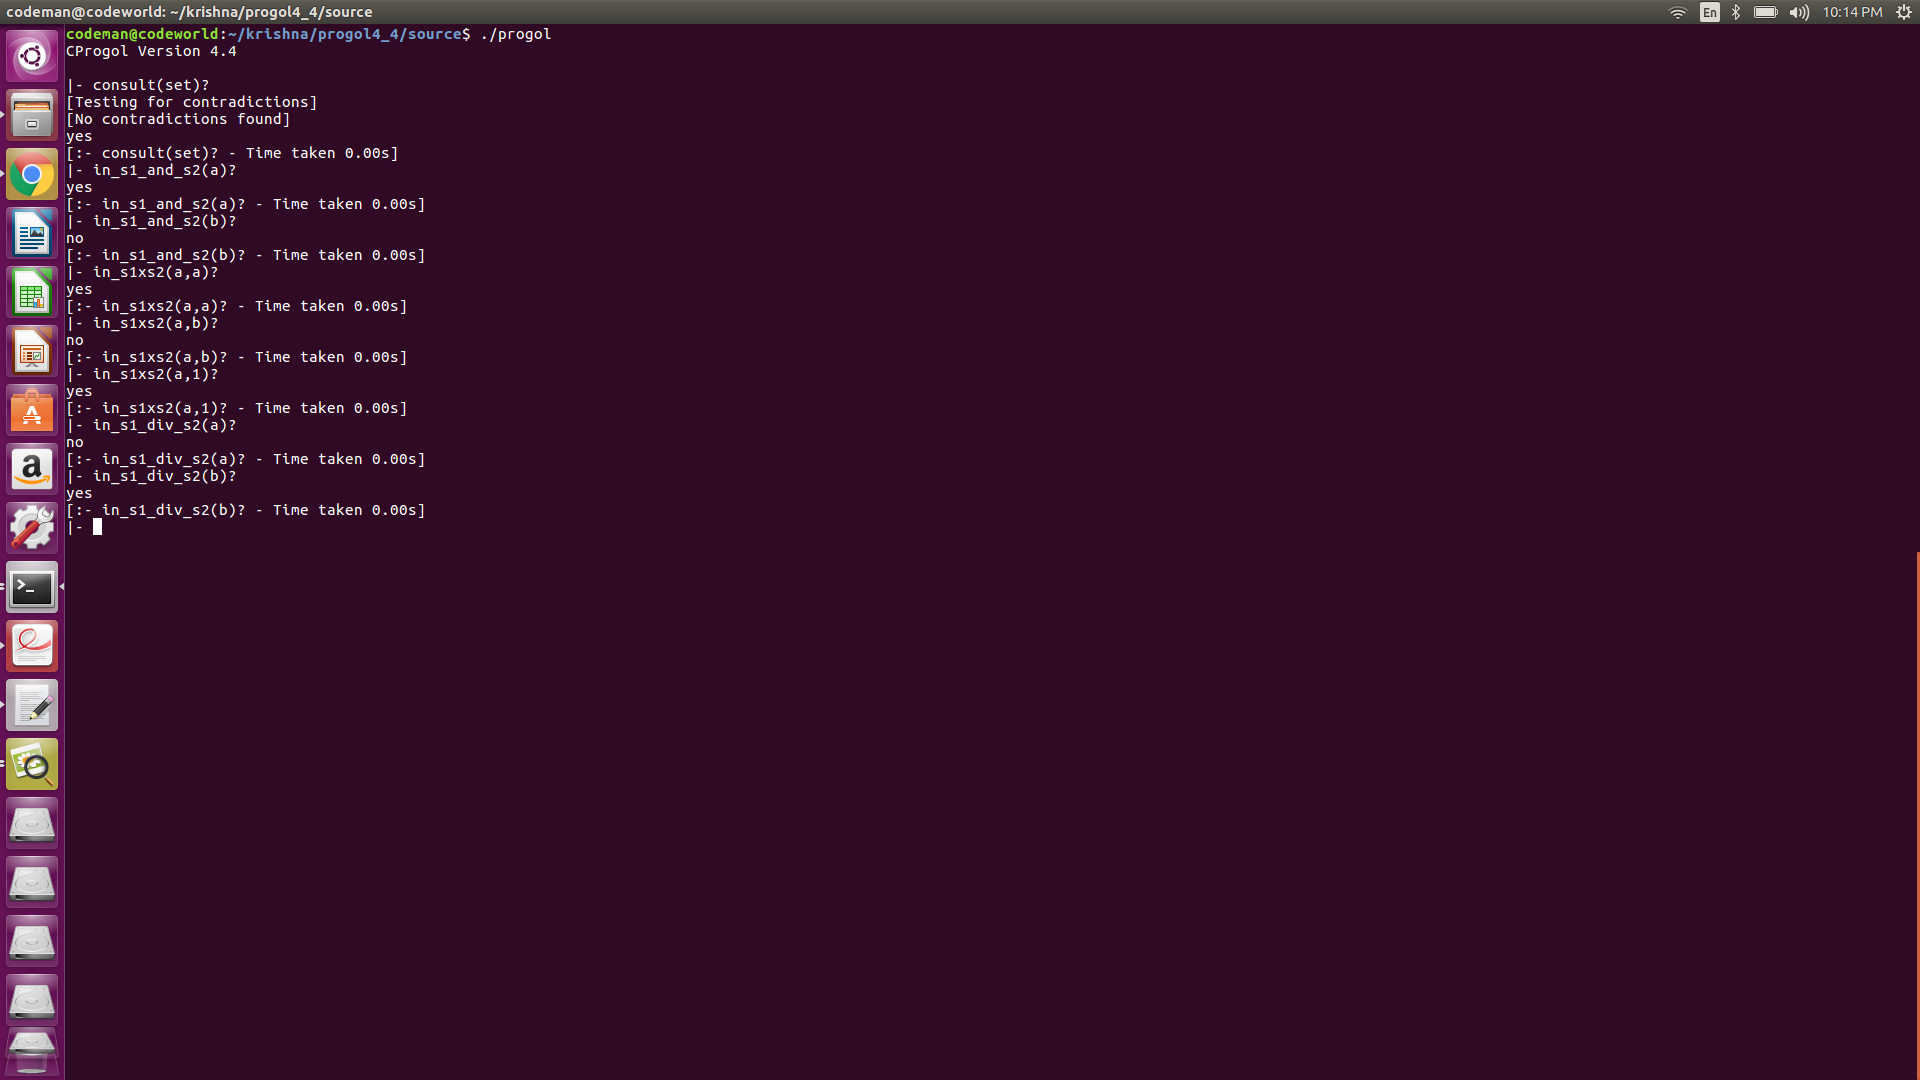 codeman@codeworld: ~/krishna/progol4_4/source
En
10:14 PM
codeman@codeworld:~/krishna/progol4_4/source$ ./progol
CProgol Version 4.4
|- consult(set)?
[Testing for contradictions]
[No contradictions found]
yes
[:- consult(set)? - Time taken 0.00s]
|- in_s1_and_s2(a)?
yes
[:- in_s1_and_s2(a)? - Time taken 0.00s]
|- in_s1_and_s2(b)?
no
[:- in_s1_and_s2(b)? - Time taken 0.00s]
|- in_s1xs2(a,a)?
yes
[:- in_s1xs2(a,a)? - Time taken 0.00s]
|- in_s1xs2(a,b)?
no
[:- in_s1xs2(a,b)? - Time taken 0.00s]
|- in_s1xs2(a,1)?
yes
[:- in_s1xs2(a,1)? - Time taken 0.00s]
|- in_s1_div_s2(a)?
no
[:- in_s1_div_s2(a)? - Time taken 0.00s]
|- in_s1_div_s2(b)?
yes
[:- in_s1_div_s2(b)? - Time taken 0.00s]
|-